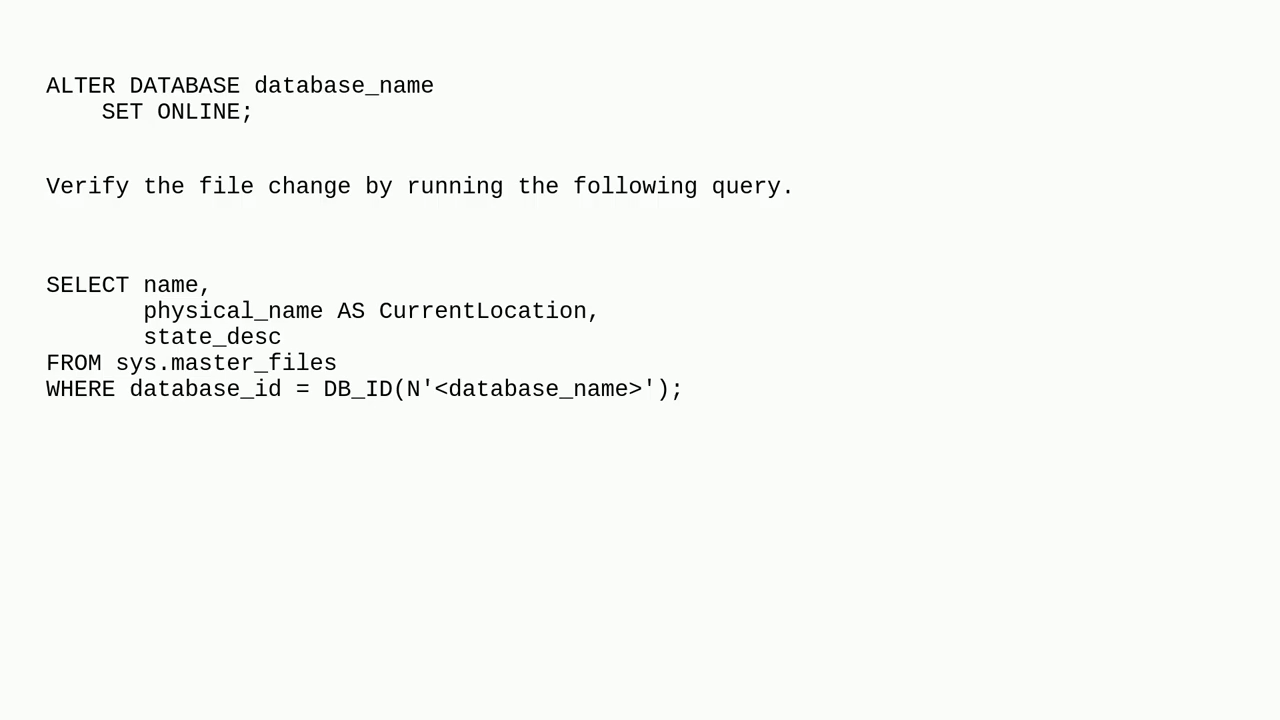 ALTER DATABASE database_name
    SET ONLINE;
Verify the file change by running the following query.
SELECT name,
       physical_name AS CurrentLocation,
       state_desc
FROM sys.master_files
WHERE database_id = DB_ID(N'<database_name>');